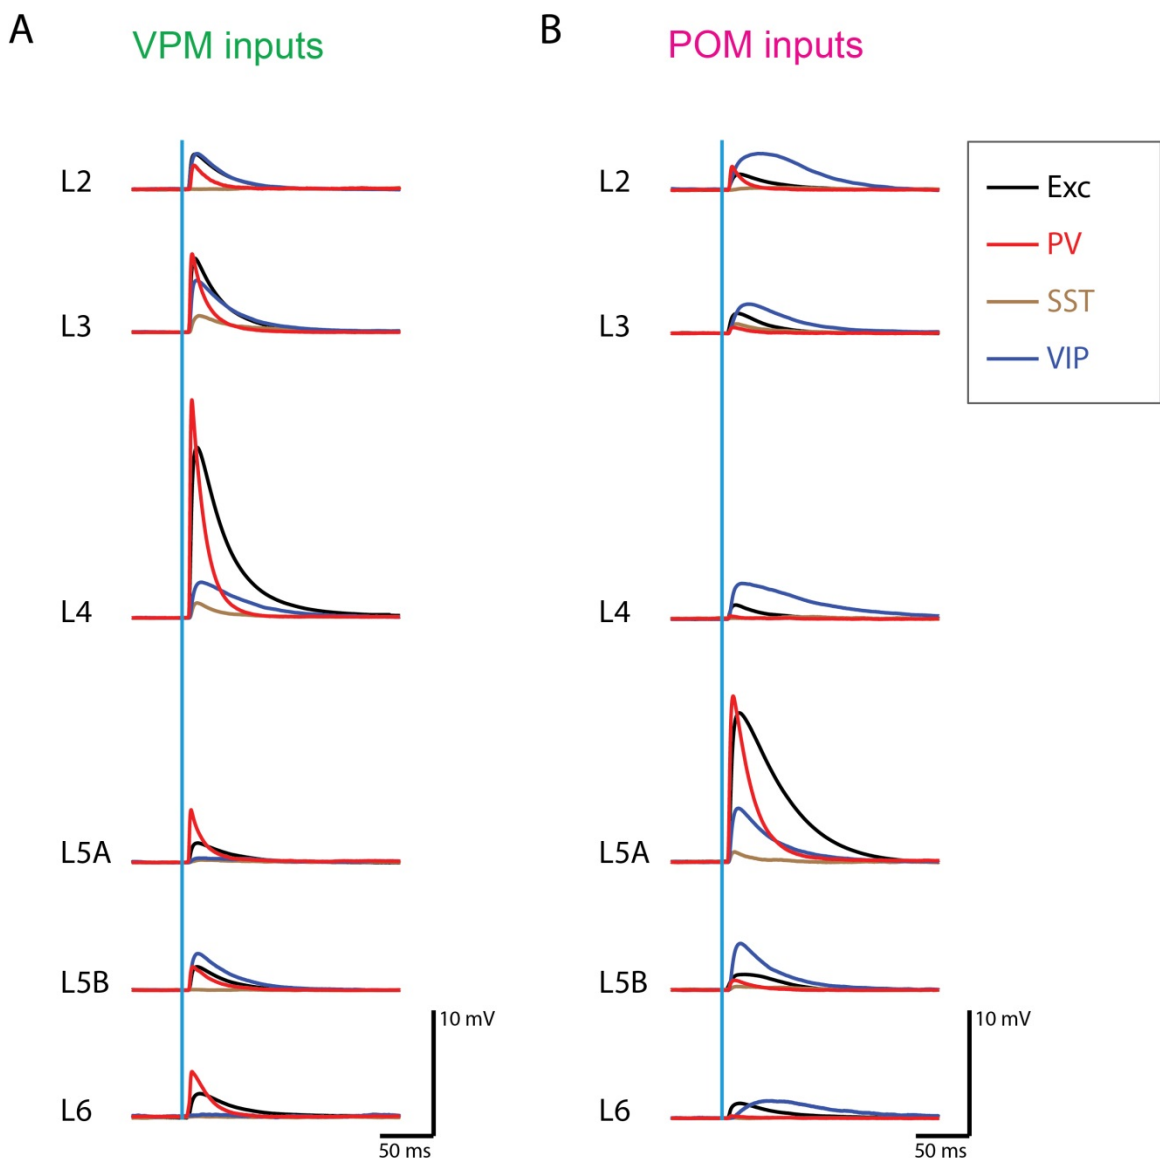 A
VPM inputs
L2
L3
L4
L5A
L5B
L6
10 mV
50 ms
B
POM inputs
L2
L3
L4
L5A
L5B
L6
10 mV
50 ms
Exc
PV
SST
VIP